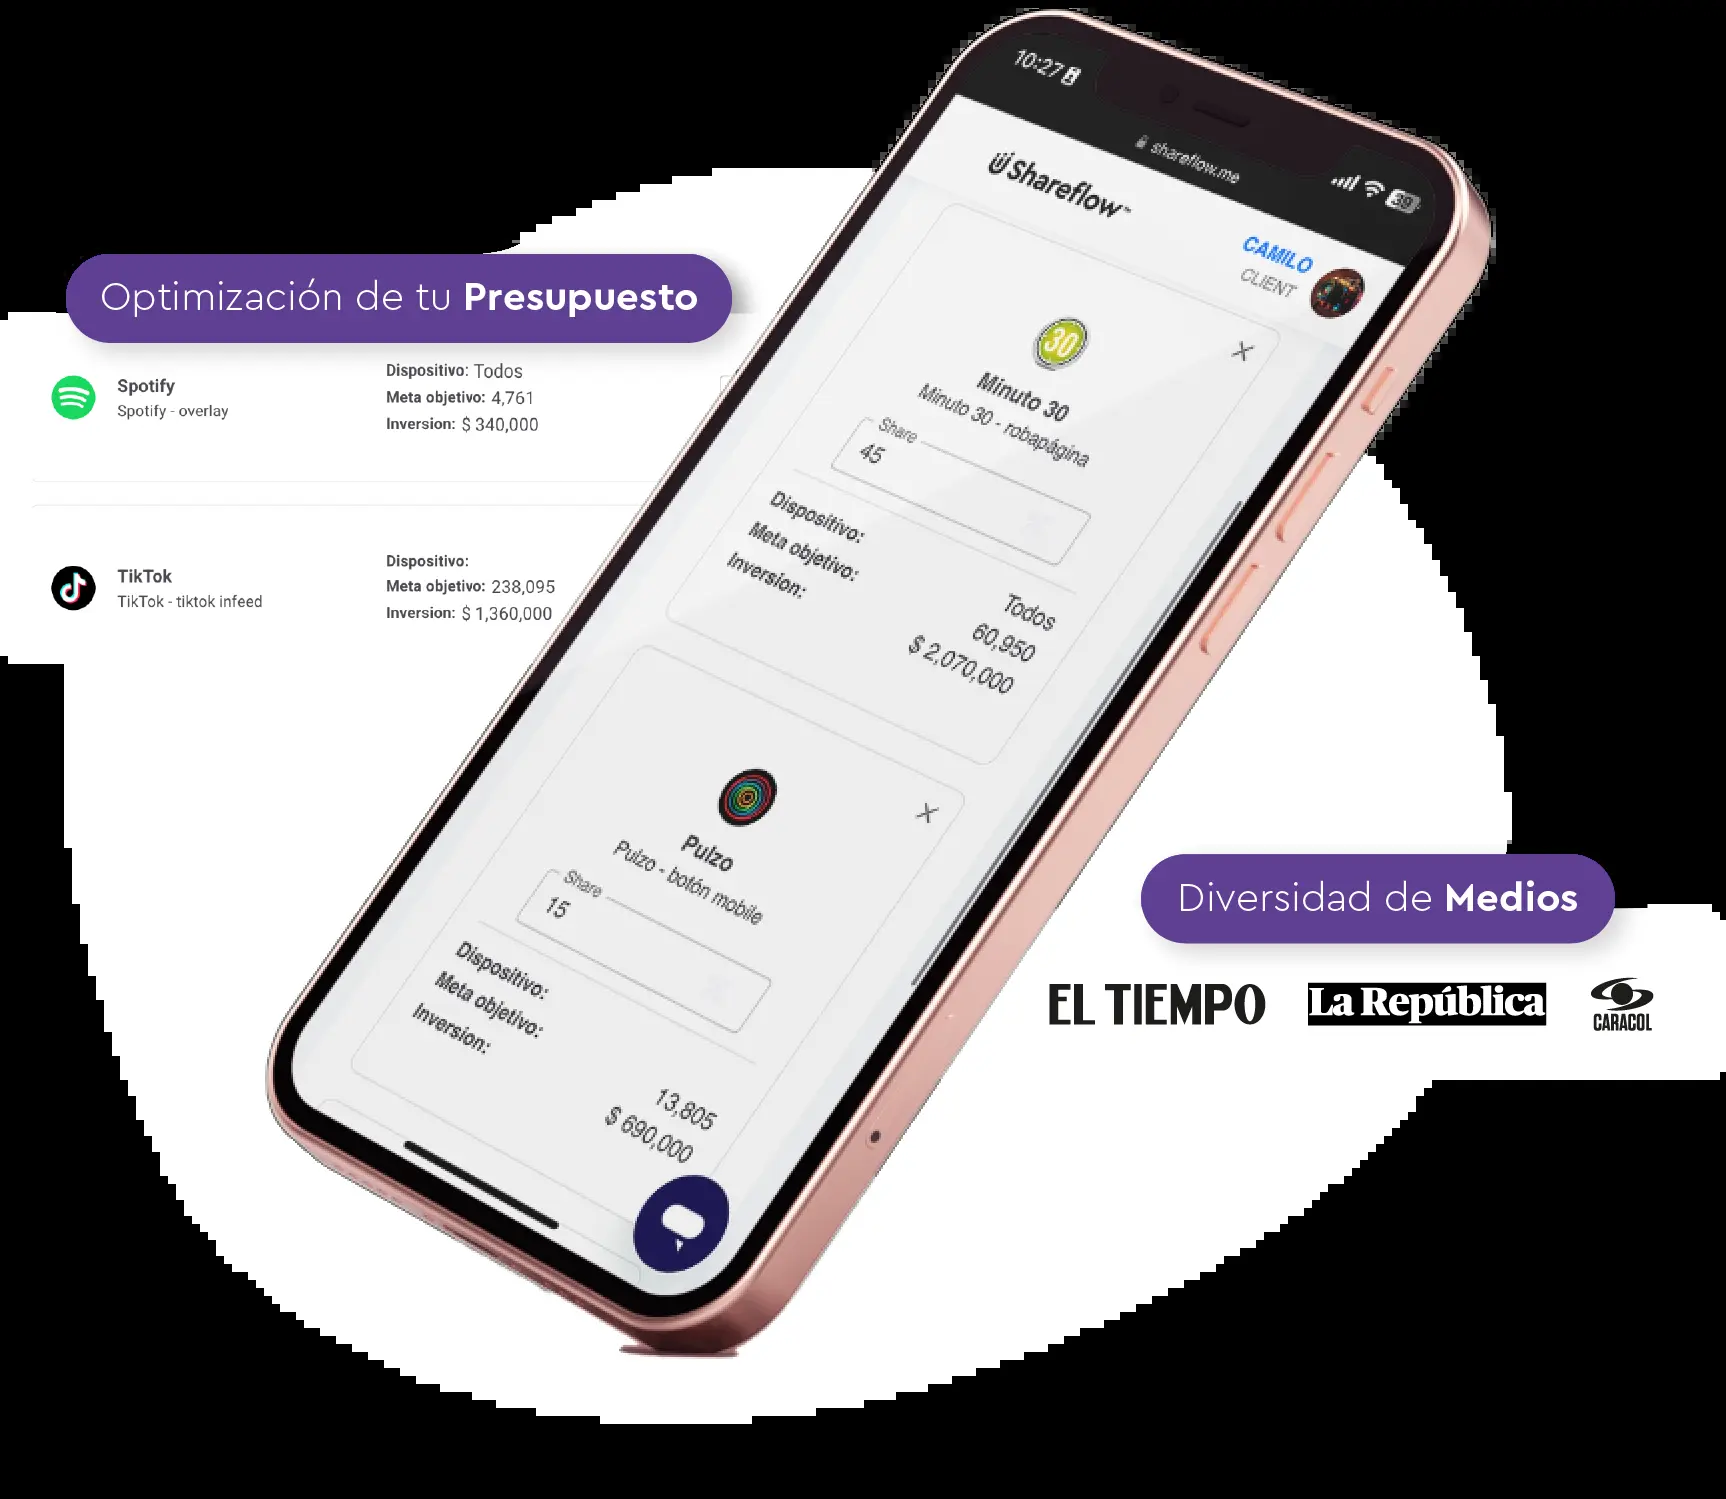 10:27
shareflow.me
39
Shareflow™
CAMILO
CLIENT
Optimización de tu Presupuesto
Spotify
Spotify - overlay
Dispositivo: Todos
Meta objetivo: 4,761
Inversion: $ 340,000
TikTok
TikTok - tiktok infeed
Dispositivo:
Meta objetivo: 238,095
Inversion: $ 1,360,000
30
Minuto 30
Minuto 30 - robapágina
Share
45
Dispositivo:
Meta objetivo:
Inversion:
Todos
60,950
$ 2,070,000
Pulzo
Pulzo - botón mobile
Share
15
Dispositivo:
Meta objetivo:
Inversion:
13,805
$ 690,000
Diversidad de Medios
EL TIEMPO
La República
CARACOL